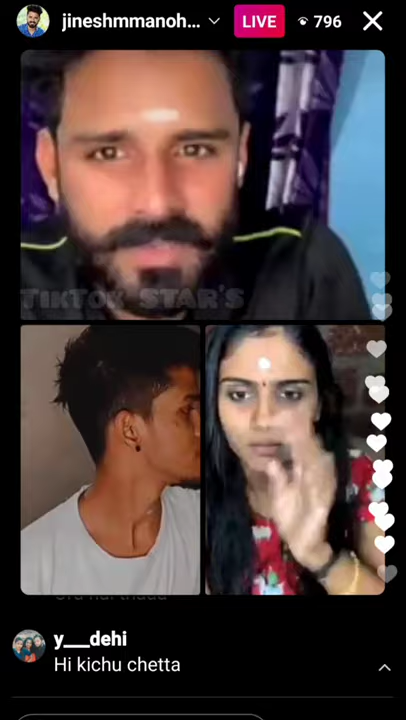 jineshmmanoh...
LIVE
796
TIKTOK STAR'S
y___dehi
Hi kichu chetta